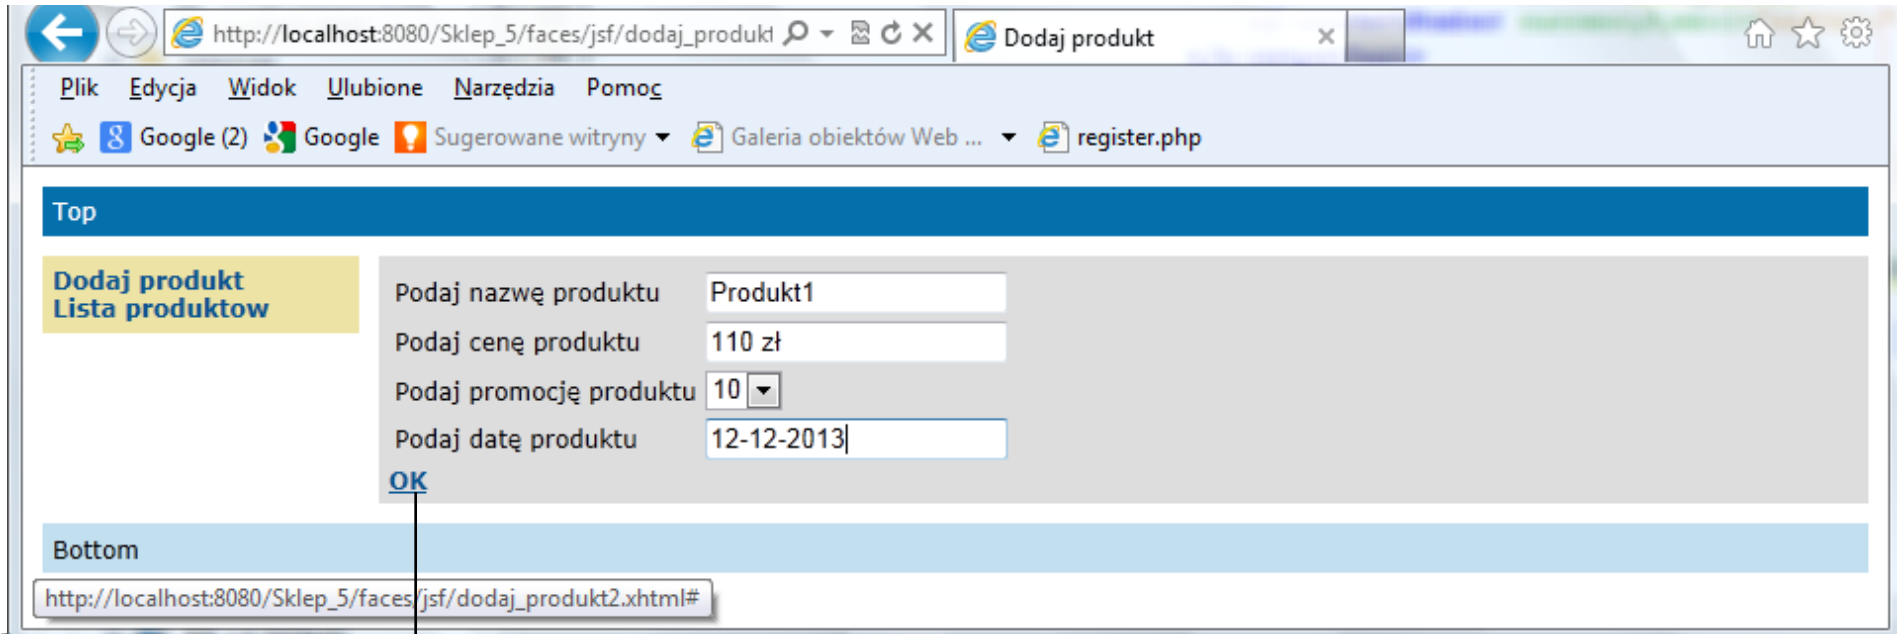 http://localhost:8080/Sklep_5/faces/jsf/dodaj_produkt Dodaj produkt
Plik Edycja Widok Ulubione Narzędzia Pomoc
Google (2) Google Sugerowane witryny Galeria obiektów Web ... register.php
Top
Dodaj produkt
Lista produktow
Podaj nazwę produktu Produkt1
Podaj cenę produktu 110 zł
Podaj promocję produktu 10
Podaj datę produktu 12-12-2013
OK
Bottom
http://localhost:8080/Sklep_5/faces/jsf/dodaj_produkt2.xhtml#